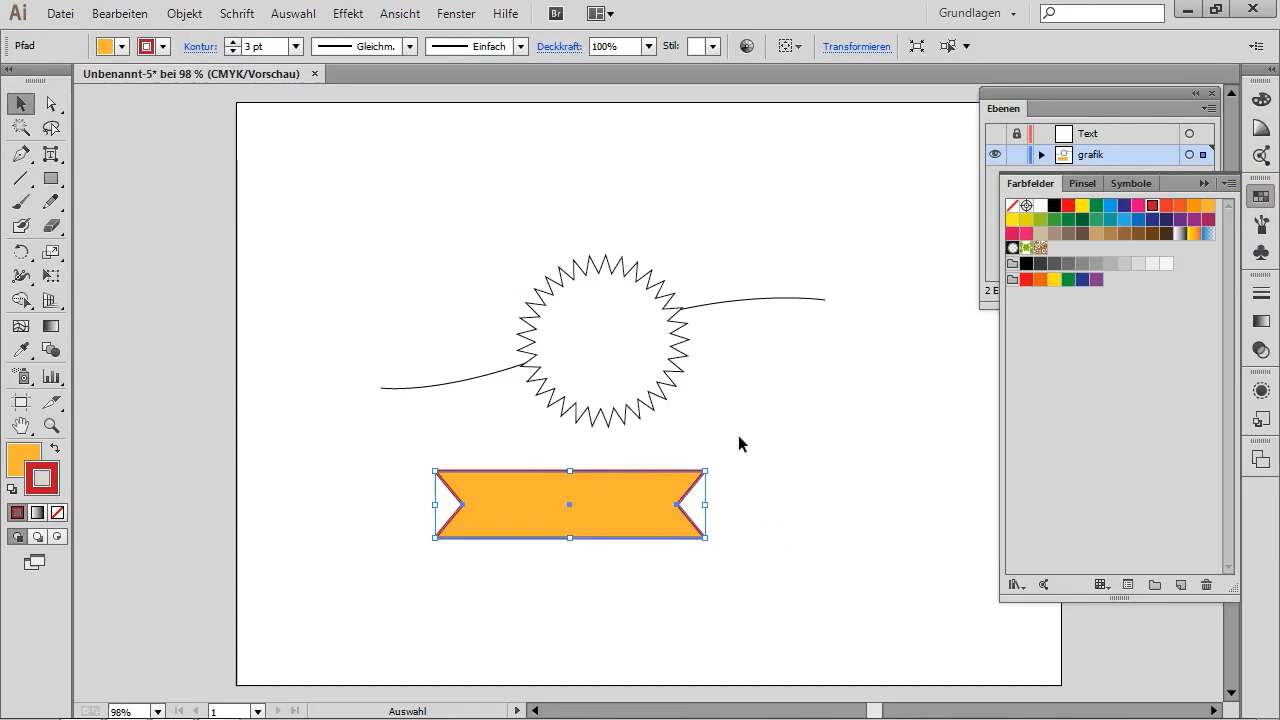 Ai Datei Bearbeiten Objekt Schrift Auswahl Effekt Ansicht Fenster Hilfe Br Grundlagen
Pfad Kontur: 3 pt Gleichm. Einfach Deckkraft: 100% Stil: Transformieren
Unbenannt-5* bei 98 % (CMYK/Vorschau)
Ebenen
Text
grafik
Farbfelder Pinsel Symbole
2 E
98% 1 Auswahl